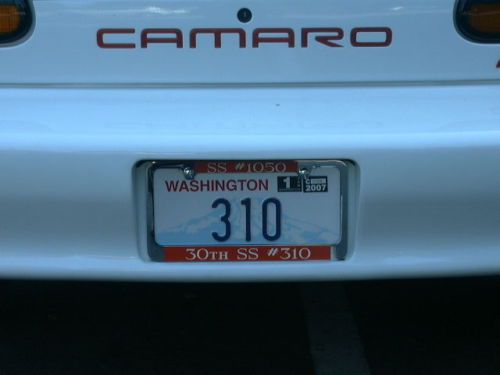 CAMARO
SS #1050
WASHINGTON 1 2007
310
30TH SS #310